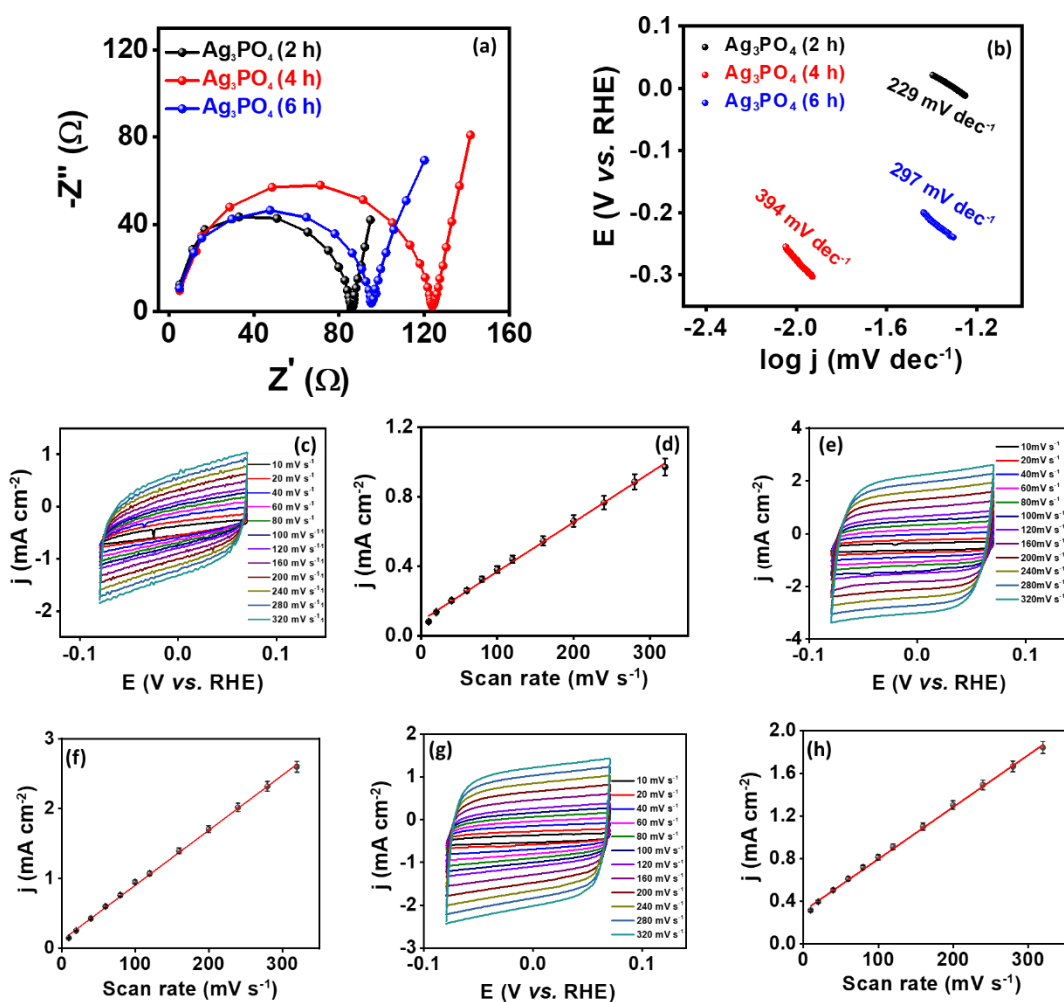 (a)
Ag₃PO₄ (2 h)
Ag₃PO₄ (4 h)
Ag₃PO₄ (6 h)
120
80
40
0
-Z" (Ω)
0 40 80 120 160
Z' (Ω)
(b)
Ag₃PO₄ (2 h)
Ag₃PO₄ (4 h)
Ag₃PO₄ (6 h)
229 mV dec⁻¹
297 mV dec⁻¹
394 mV dec⁻¹
0.1
0.0
-0.1
-0.2
-0.3
E (V vs. RHE)
-2.4 -2.0 -1.6 -1.2
log j (mV dec⁻¹)
(c)
10 mV s⁻¹
20 mV s⁻¹
40 mV s⁻¹
60 mV s⁻¹
80 mV s⁻¹
100 mV s⁻¹¹
120 mV s⁻¹¹
160 mV s⁻¹¹
200 mV s⁻¹¹
240 mV s⁻¹¹
280 mV s⁻¹¹
320 mV s⁻¹¹
1
0
-1
-2
j (mA cm⁻²)
-0.1 0.0 0.1
E (V vs. RHE)
(d)
1.2
0.8
0.4
0.0
j (mA cm⁻²)
0 100 200 300
Scan rate (mV s⁻¹)
(e)
10mV s⁻¹
20mV s⁻¹
40mV s⁻¹
60mV s⁻¹
80mV s⁻¹
100mV s⁻¹
120mV s⁻¹
160mV s⁻¹
200mV s⁻¹
240mV s⁻¹
280mV s⁻¹
320mV s⁻¹
4
2
0
-2
-4
j (mA cm⁻²)
-0.1 0.0 0.1
E (V vs. RHE)
(f)
3
2
1
0
j (mA cm⁻²)
0 100 200 300
Scan rate (mV s⁻¹)
(g)
10 mV s⁻¹
20 mV s⁻¹
40 mV s⁻¹
60 mV s⁻¹
80 mV s⁻¹
100 mV s⁻¹
120 mV s⁻¹
160 mV s⁻¹
200 mV s⁻¹
240 mV s⁻¹
280 mV s⁻¹
320 mV s⁻¹
2
1
0
-1
-2
-3
j (mA cm⁻²)
-0.1 0.0 0.1
E (V vs. RHE)
(h)
2.0
1.6
1.2
0.8
0.4
0.0
j (mA cm⁻²)
0 100 200 300
Scan rate (mV s⁻¹)